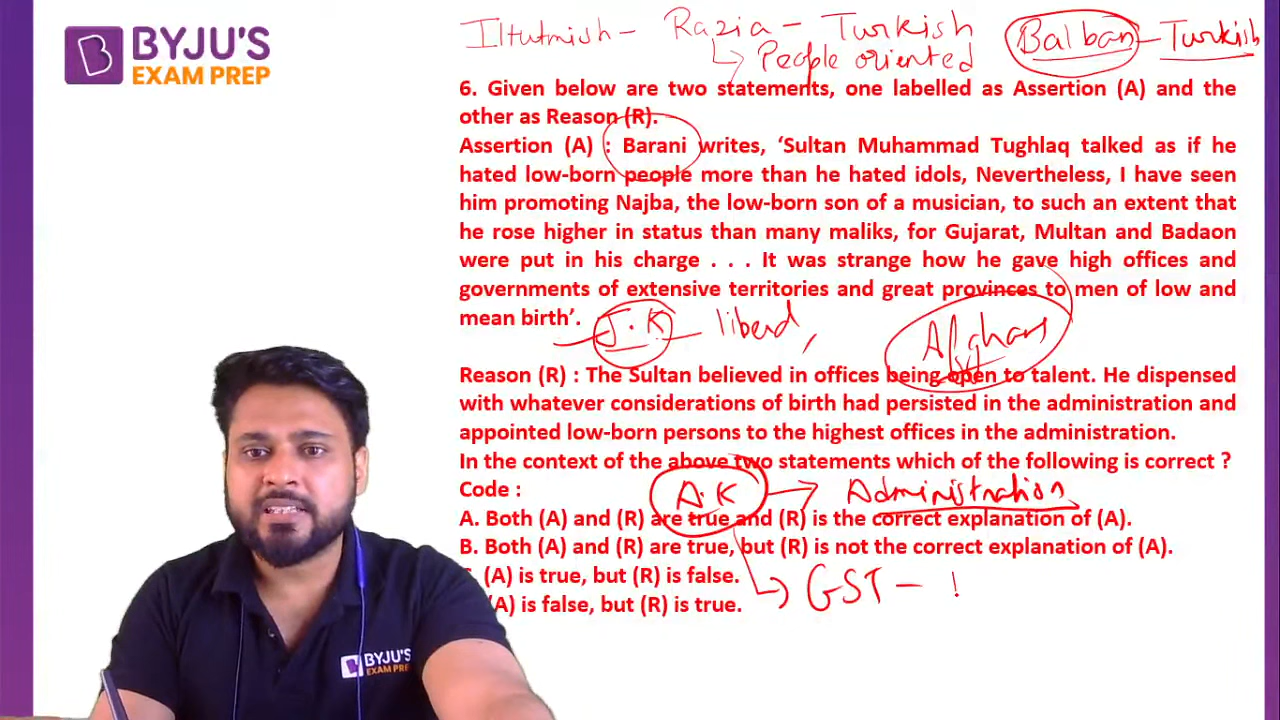 BYJU'S
EXAM PREP
Iltutmish – Razia – Turkish
Balban – Turkish
People oriented
6. Given below are two statements, one labelled as Assertion (A) and the
other as Reason (R).
Assertion (A) : Barani writes, ‘Sultan Muhammad Tughlaq talked as if he
hated low-born people more than he hated idols, Nevertheless, I have seen
him promoting Najba, the low-born son of a musician, to such an extent that
he rose higher in status than many maliks, for Gujarat, Multan and Badaon
were put in his charge . . . It was strange how he gave high offices and
governments of extensive territories and great provinces to men of low and
mean birth’.
J.K – liberal,
Afghans
Reason (R) : The Sultan believed in offices being open to talent. He dispensed
with whatever considerations of birth had persisted in the administration and
appointed low-born persons to the highest offices in the administration.
In the context of the above two statements which of the following is correct ?
Code :
A.K
Administration
A. Both (A) and (R) are true and (R) is the correct explanation of (A).
B. Both (A) and (R) are true, but (R) is not the correct explanation of (A).
(A) is true, but (R) is false.
(A) is false, but (R) is true.
GST –
BYJU'S
EXAM PREP